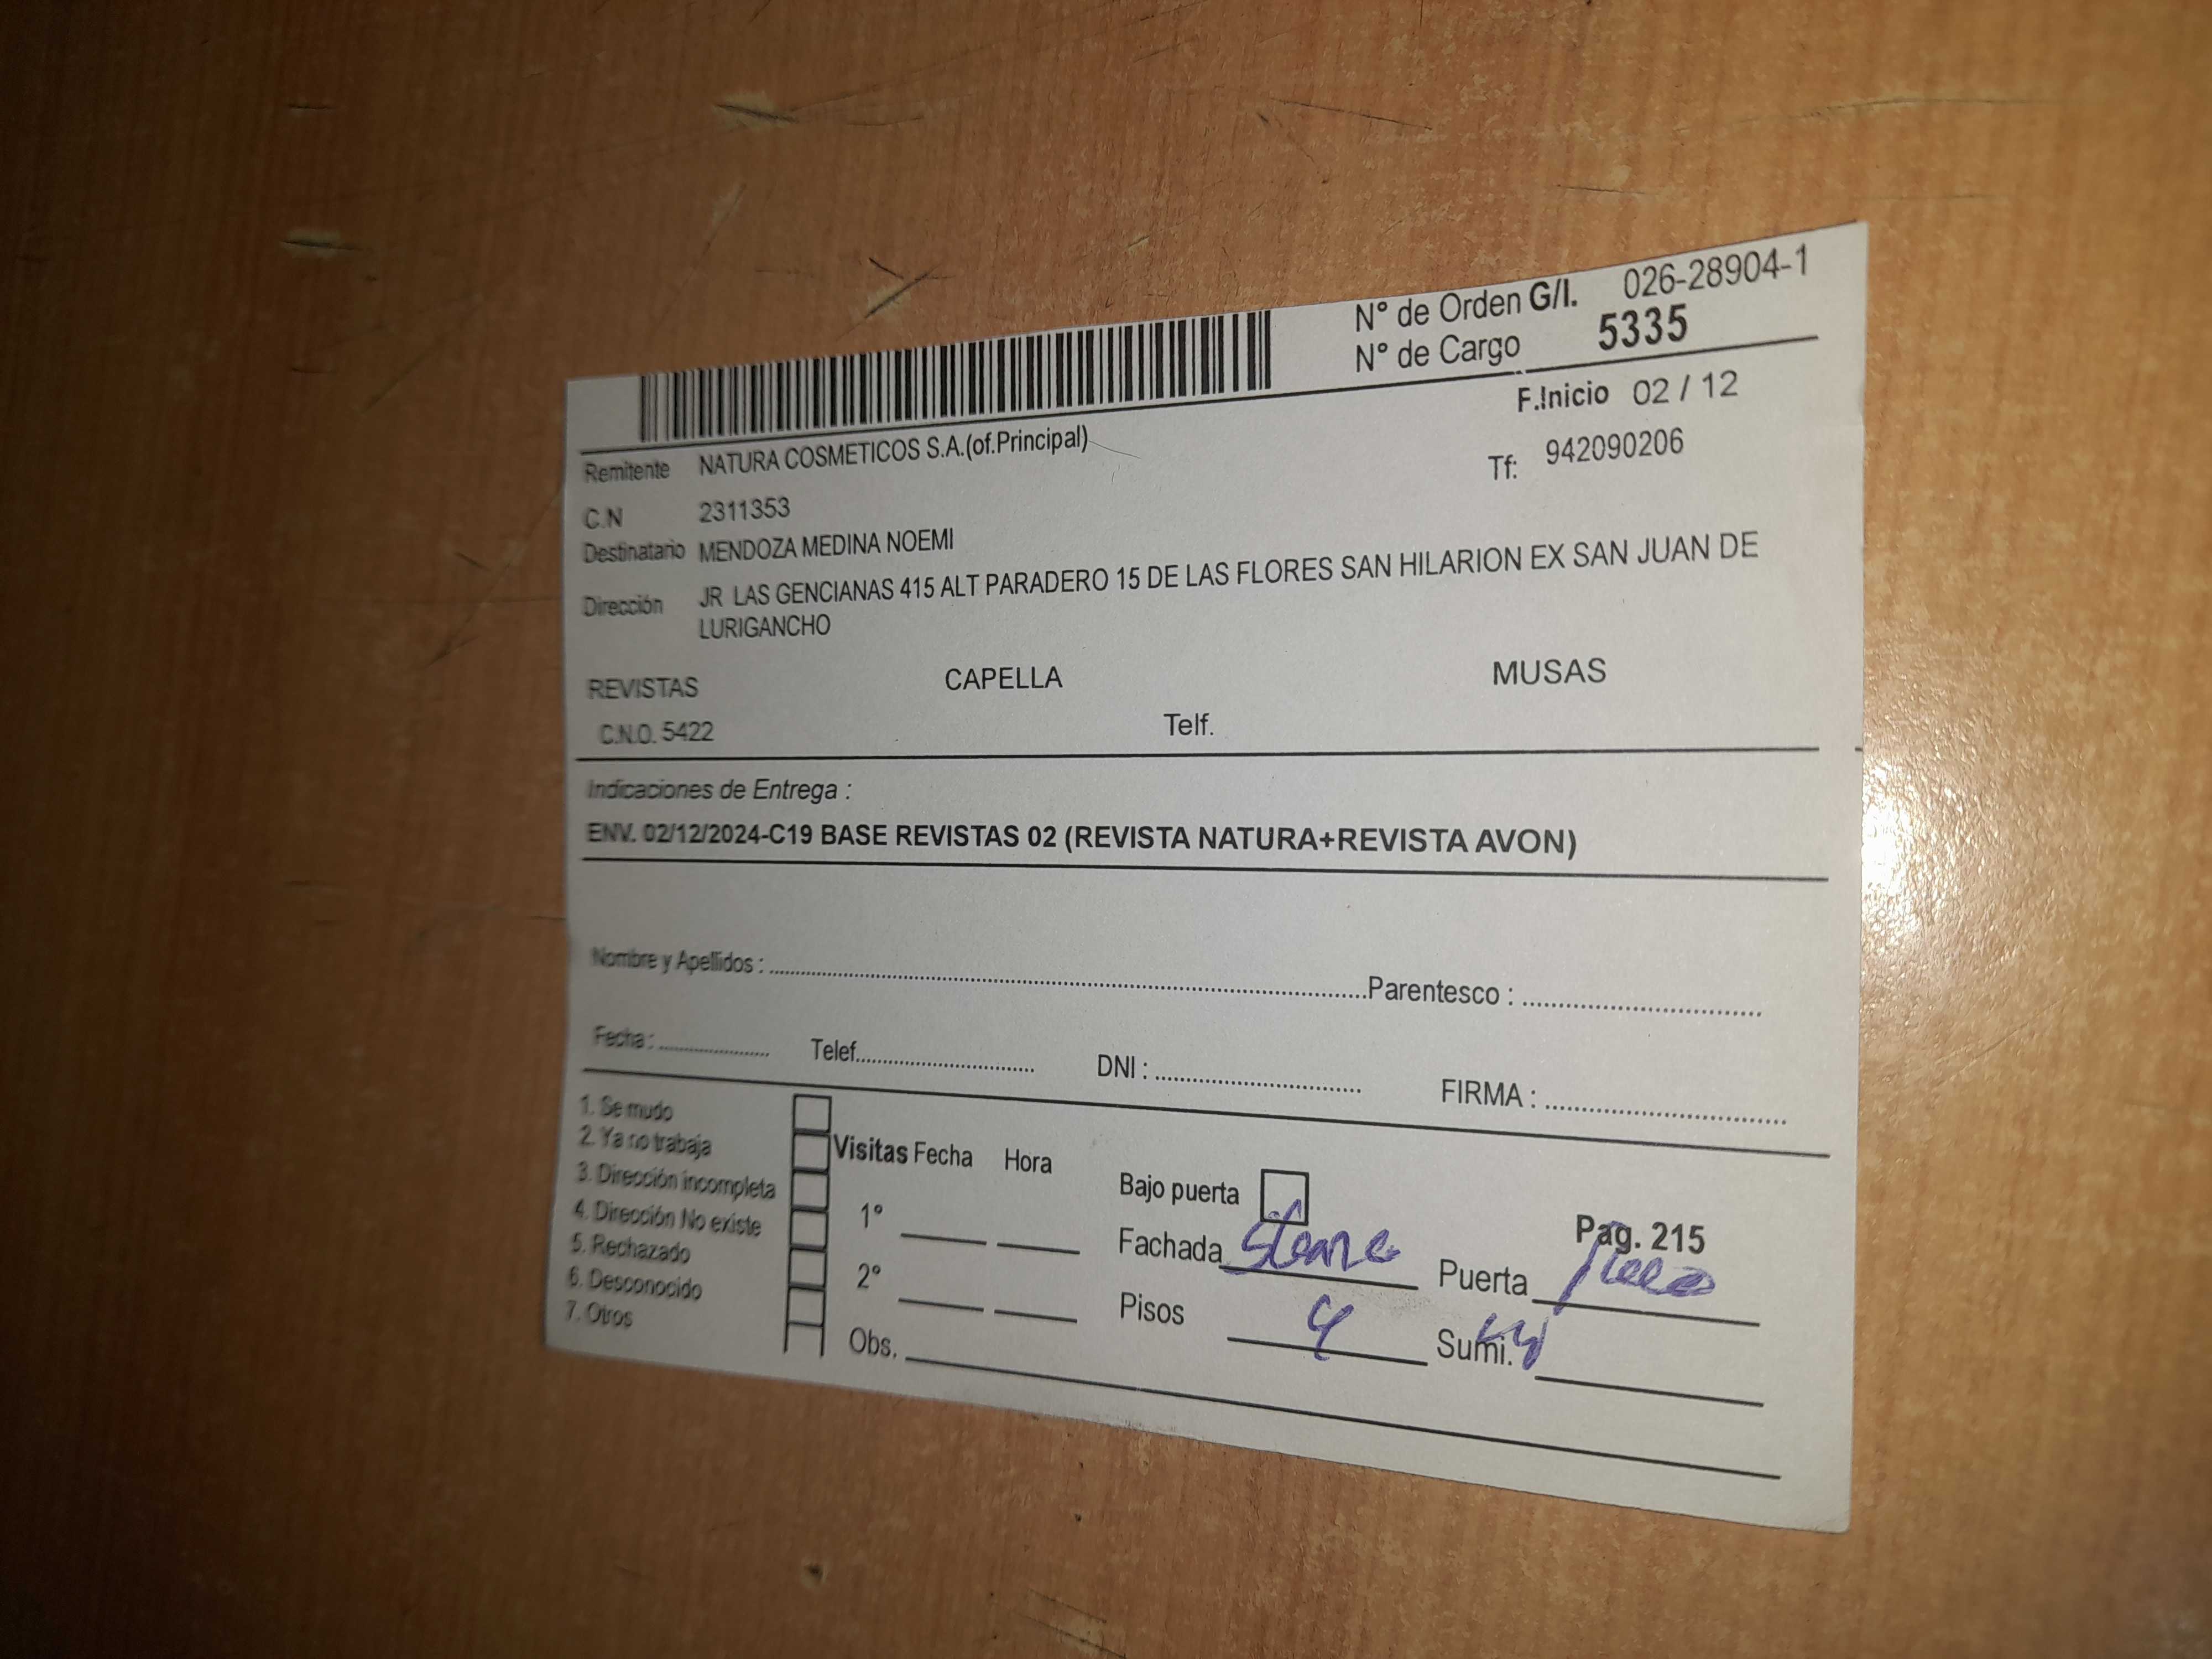 N° de Orden G/I. 026-28904-1
N° de Cargo 5335
F.Inicio 02 / 12
Remitente NATURA COSMETICOS S.A.(of.Principal)
Tf: 942090206
C.N 2311353
Destinatario MENDOZA MEDINA NOEMI
Dirección JR LAS GENCIANAS 415 ALT PARADERO 15 DE LAS FLORES SAN HILARION EX SAN JUAN DE
LURIGANCHO
REVISTAS CAPELLA MUSAS
C.N.O. 5422 Telf.
Indicaciones de Entrega :
ENV. 02/12/2024-C19 BASE REVISTAS 02 (REVISTA NATURA+REVISTA AVON)
Nombre y Apellidos : Parentesco :
Fecha : Telef. DNI : FIRMA :
1. Se mudo
2. Ya no trabaja
3. Dirección incompleta
4. Dirección No existe
5. Rechazado
6. Desconocido
7. Otros
Visitas Fecha Hora
1°
2°
Obs.
Bajo puerta
Fachada
Pisos 4
Pag. 215
Puerta
Sumi.